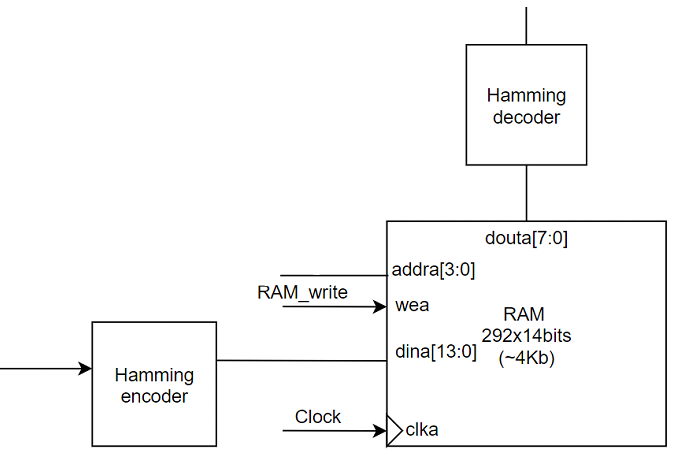 Hamming
decoder
douta[7:0]
addra[3:0]
RAM_write
wea
RAM
292x14bits
(~4Kb)
dina[13:0]
Hamming
encoder
Clock
clka